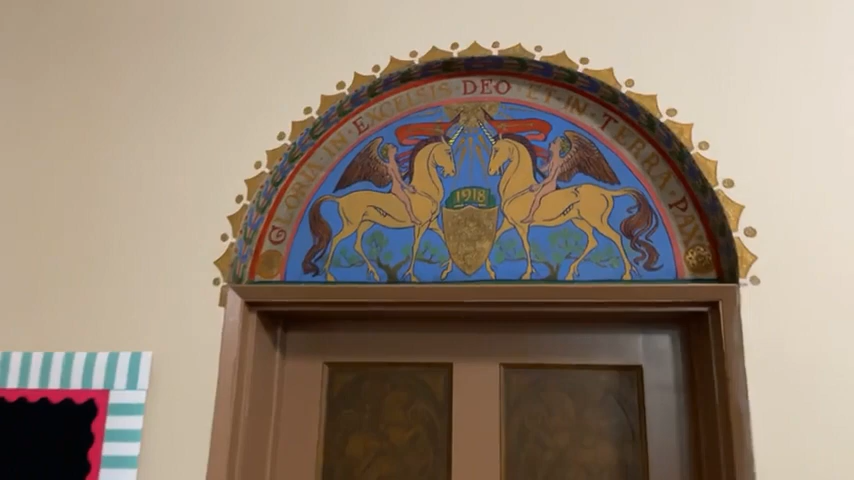 GLORIA · IN · EXCELSIS · DEO · ET · IN · TERRA · PAX
1918